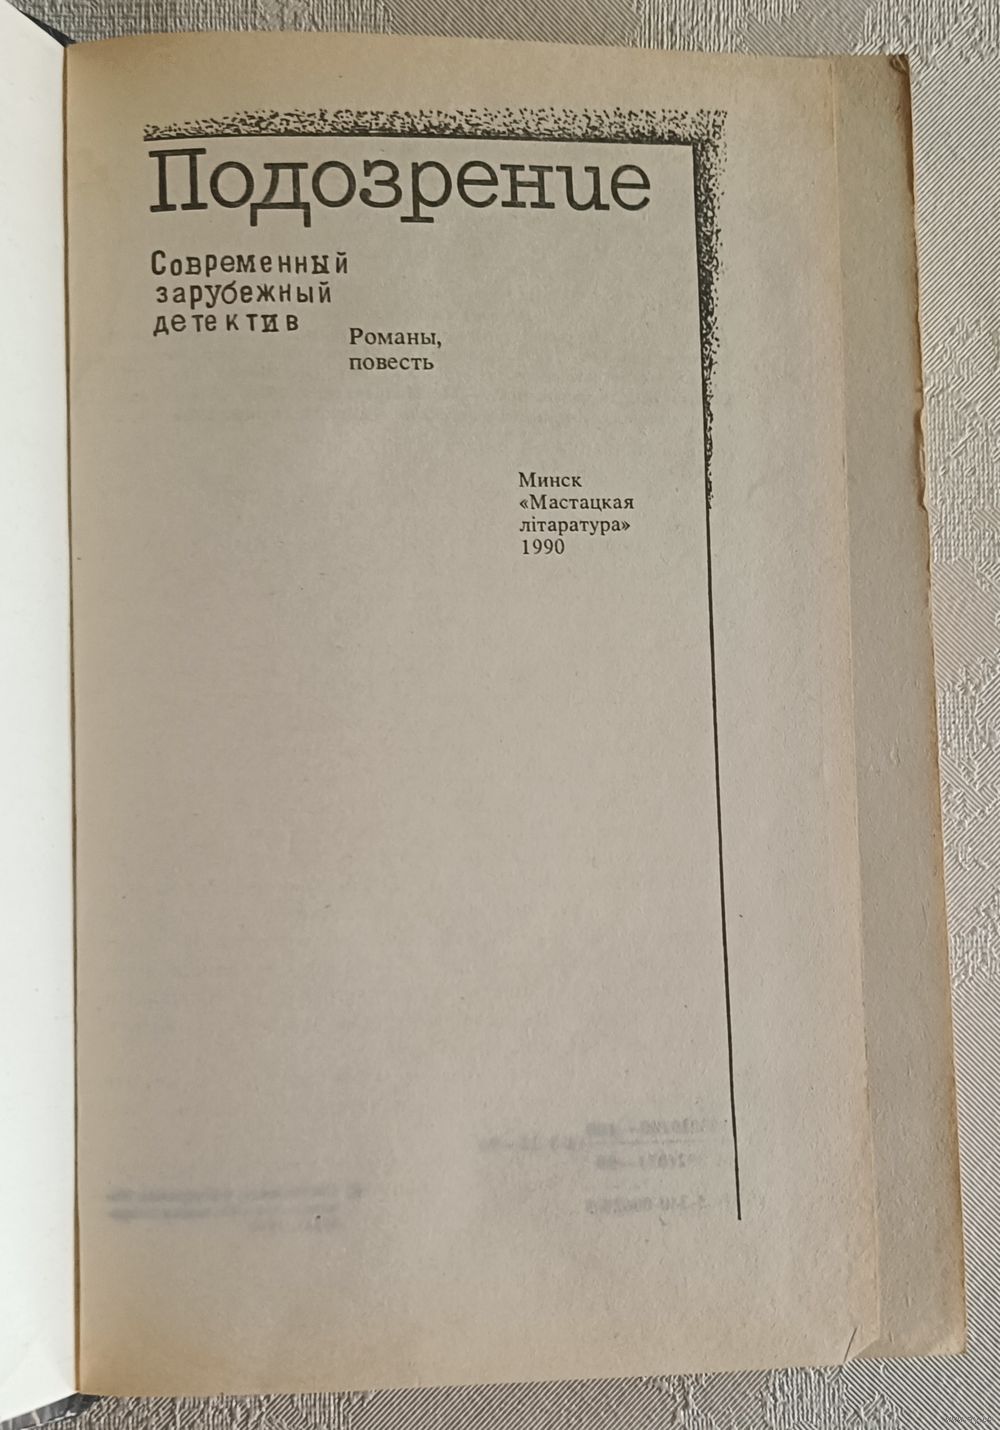 Подозрение
Современный
зарубежный
детектив
Романы,
повесть
Минск
«Мастацкая
літаратура»
1990